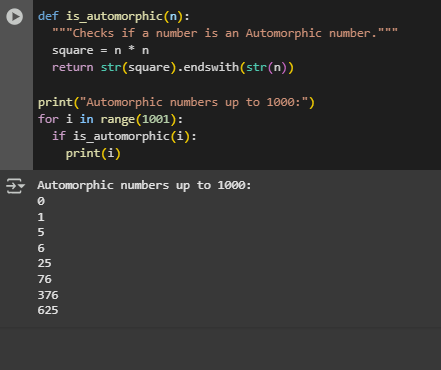 def is_automorphic(n):
  """Checks if a number is an Automorphic number."""
  square = n * n
  return str(square).endswith(str(n))

print("Automorphic numbers up to 1000:")
for i in range(1001):
  if is_automorphic(i):
    print(i)

Automorphic numbers up to 1000:
0
1
5
6
25
76
376
625